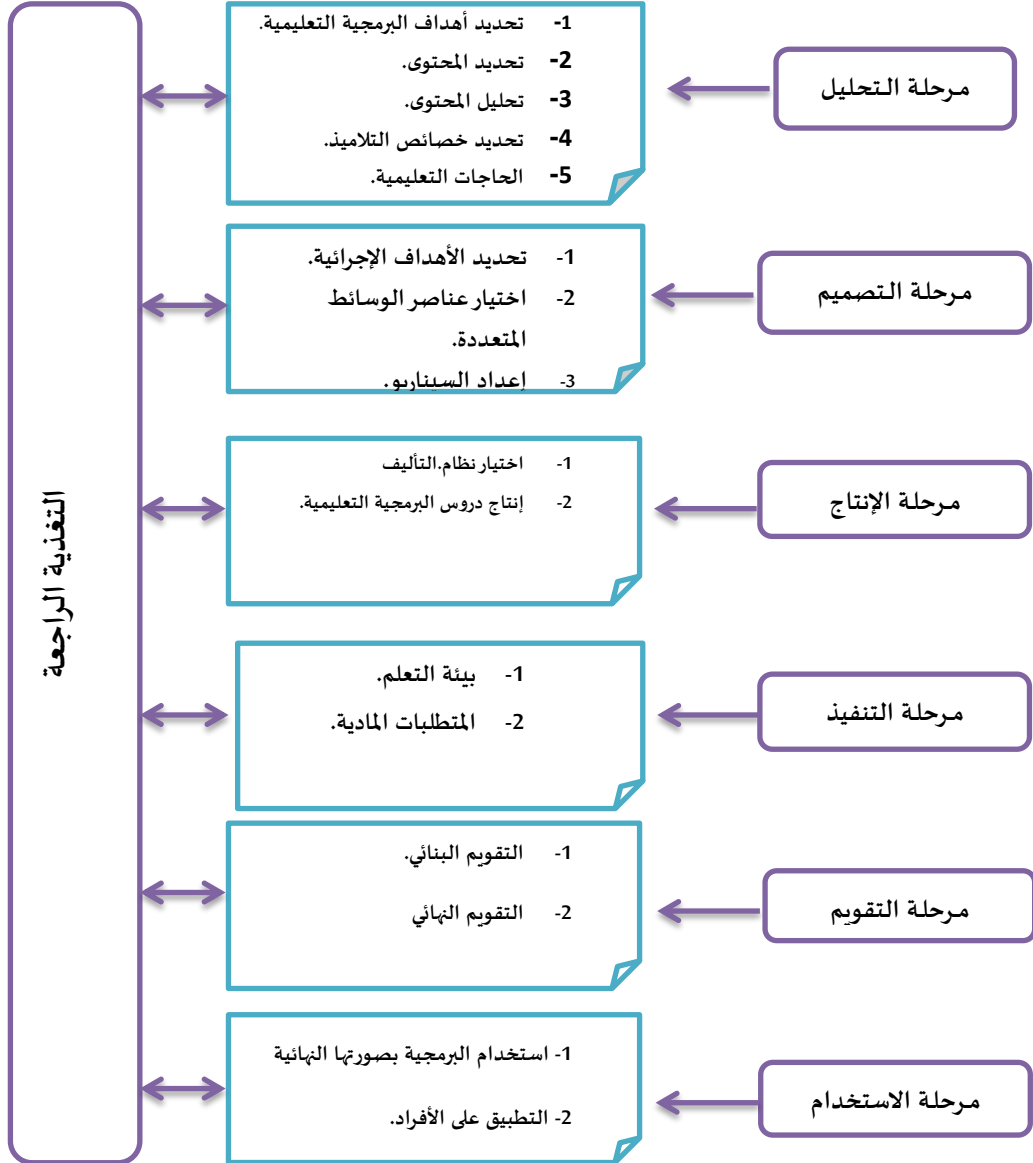 مرحلة التحليل
1- تحديد أهداف البرمجية التعليمية.
2- تحديد المحتوى.
3- تحليل المحتوى.
4- تحديد خصائص التلاميذ.
5- الحاجات التعليمية.
مرحلة التصميم
1- تحديد الأهداف الإجرائية.
2- اختيار عناصر الوسائط
المتعددة.
3- إعداد السيناريو.
مرحلة الإنتاج
1- اختيار نظام.التأليف
2- إنتاج دروس البرمجية التعليمية.
مرحلة التنفيذ
1- بيئة التعلم.
2- المتطلبات المادية.
مرحلة التقويم
1- التقويم البنائي.
2- التقويم النهائي
مرحلة الاستخدام
1- استخدام البرمجية بصورتها النهائية
2- التطبيق على الأفراد.
التغذية الراجعة